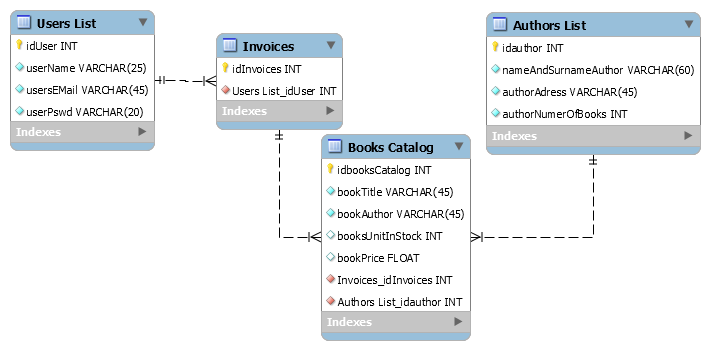 Users List
idUser INT
userName VARCHAR(25)
usersEMail VARCHAR(45)
userPswd VARCHAR(20)
Indexes
Invoices
idInvoices INT
Users List_idUser INT
Indexes
Authors List
idauthor INT
nameAndSurnameAuthor VARCHAR(60)
authorAdress VARCHAR(45)
authorNumerOfBooks INT
Indexes
Books Catalog
idbooksCatalog INT
bookTitle VARCHAR(45)
bookAuthor VARCHAR(45)
booksUnitInStock INT
bookPrice FLOAT
Invoices_idInvoices INT
Authors List_idauthor INT
Indexes